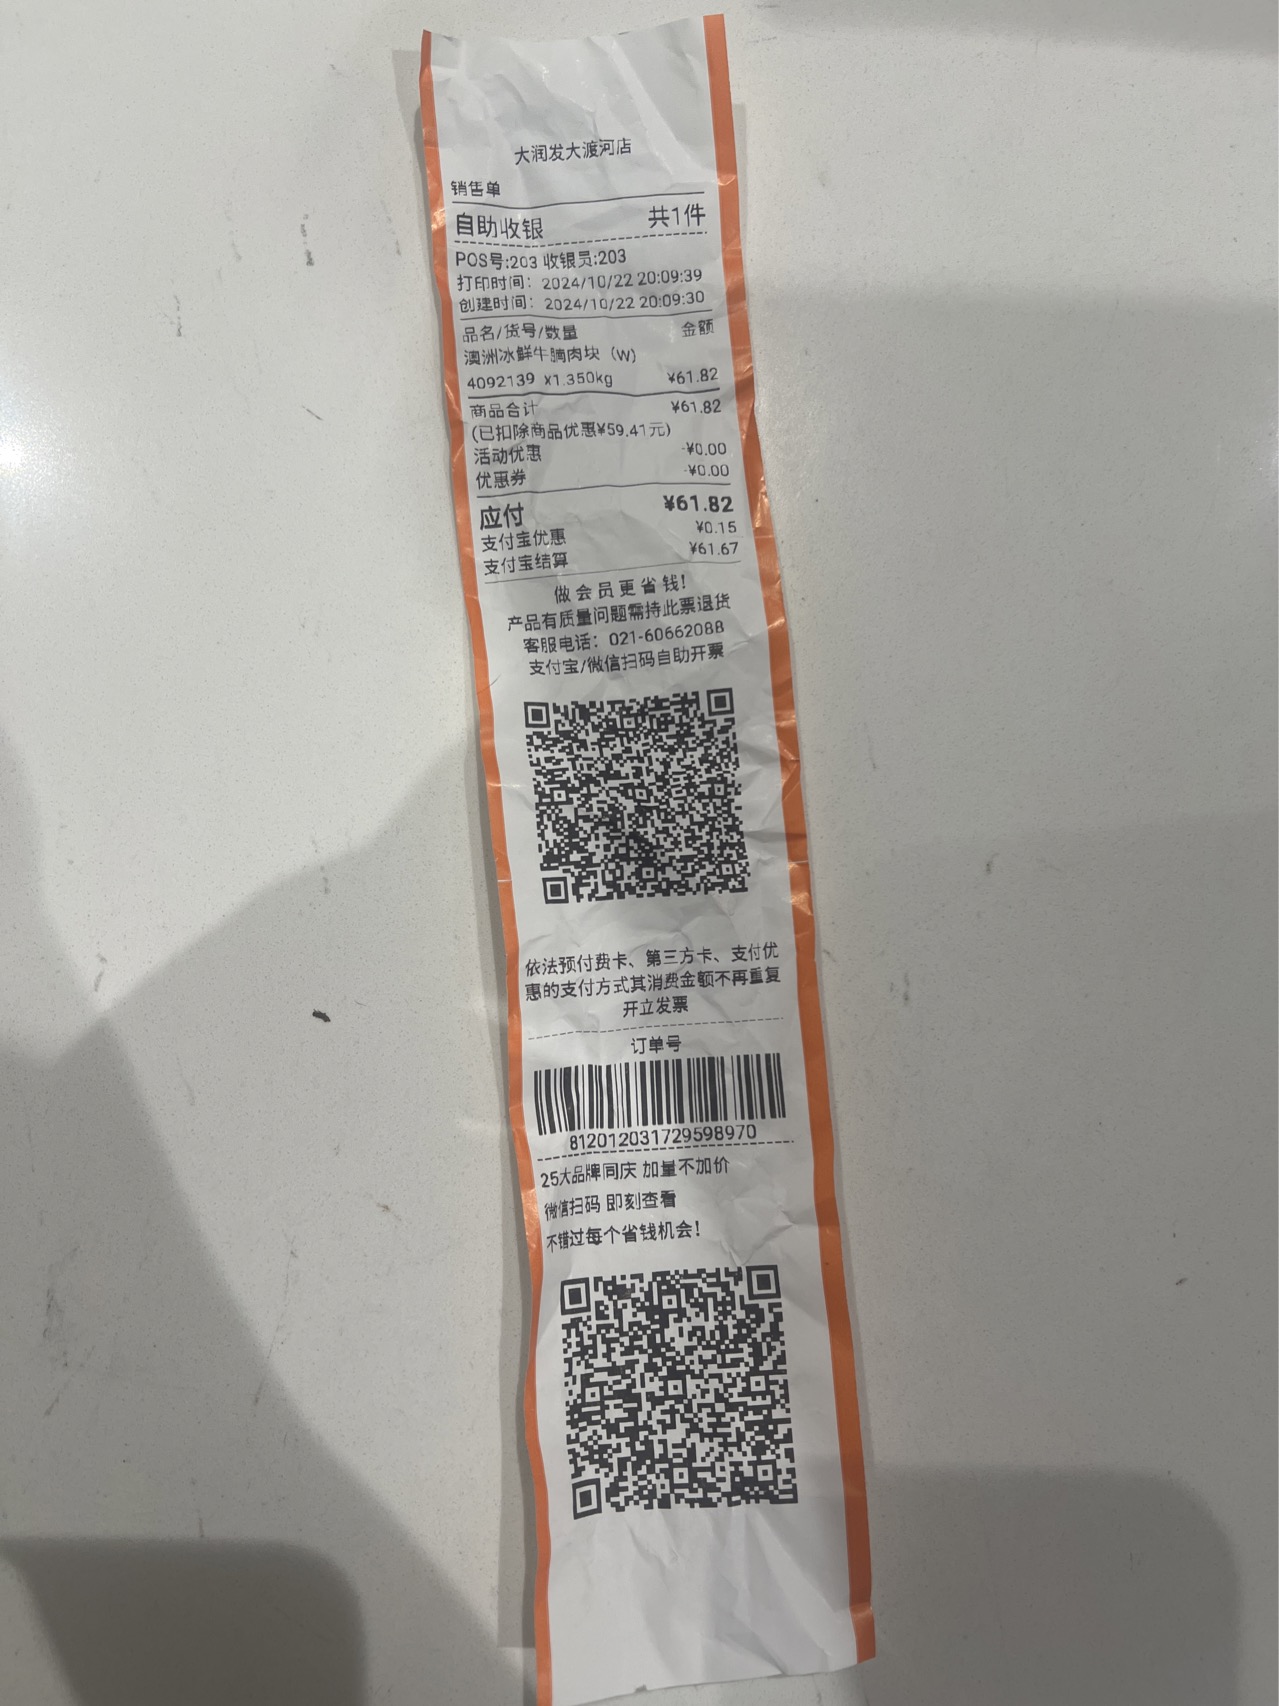 大润发大渡河店
销售单
自助收银 共1件
POS号:203 收银员:203
打印时间：2024/10/22 20:09:39
创建时间：2024/10/22 20:09:30
品名/货号/数量 金额
澳洲冰鲜牛腩肉块（W）
4092139 x1.350kg ¥61.82
商品合计 ¥61.82
(已扣除商品优惠¥59.41元)
活动优惠 -¥0.00
优惠券 -¥0.00
应付 ¥61.82
支付宝优惠 ¥0.15
支付宝结算 ¥61.67
做会员更省钱！
产品有质量问题需持此票退货
客服电话：021-60662088
支付宝/微信扫码自助开票
依法预付费卡、第三方卡、支付优
惠的支付方式其消费金额不再重复
开立发票
订单号
812012031729598970
25大品牌同庆 加量不加价
微信扫码 即刻查看
不错过每个省钱机会！